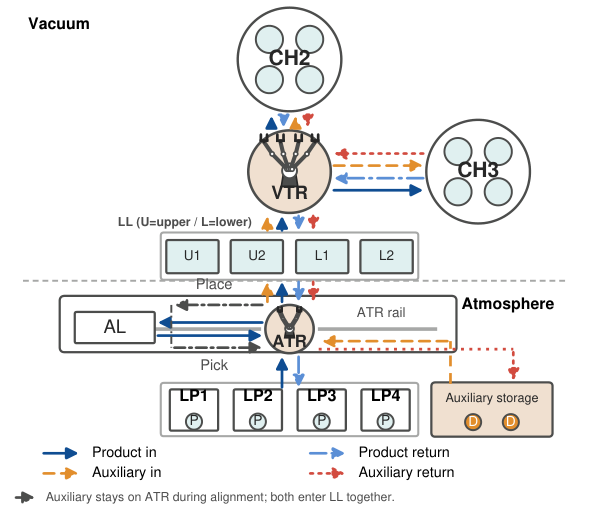 Vacuum
CH2
CH3
VTR
LL (U=upper / L=lower)
U1 U2 L1 L2
Place
Atmosphere
AL
ATR rail
ATR
Pick
LP1 LP2 LP3 LP4
P P P P
Auxiliary storage
D D
Product in
Product return
Auxiliary in
Auxiliary return
Auxiliary stays on ATR during alignment; both enter LL together.